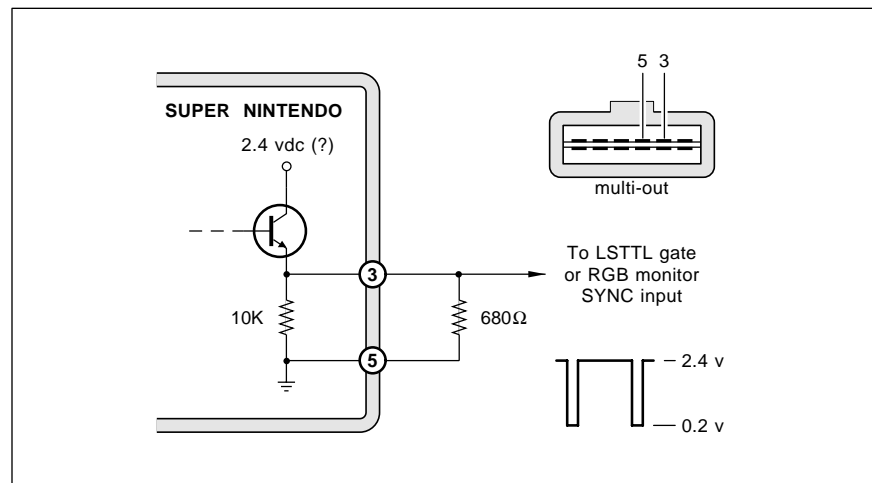 5 3
SUPER NINTENDO
2.4 vdc (?)
multi-out
To LSTTL gate
or RGB monitor
SYNC input
3
10K
680Ω
5
2.4 v
0.2 v